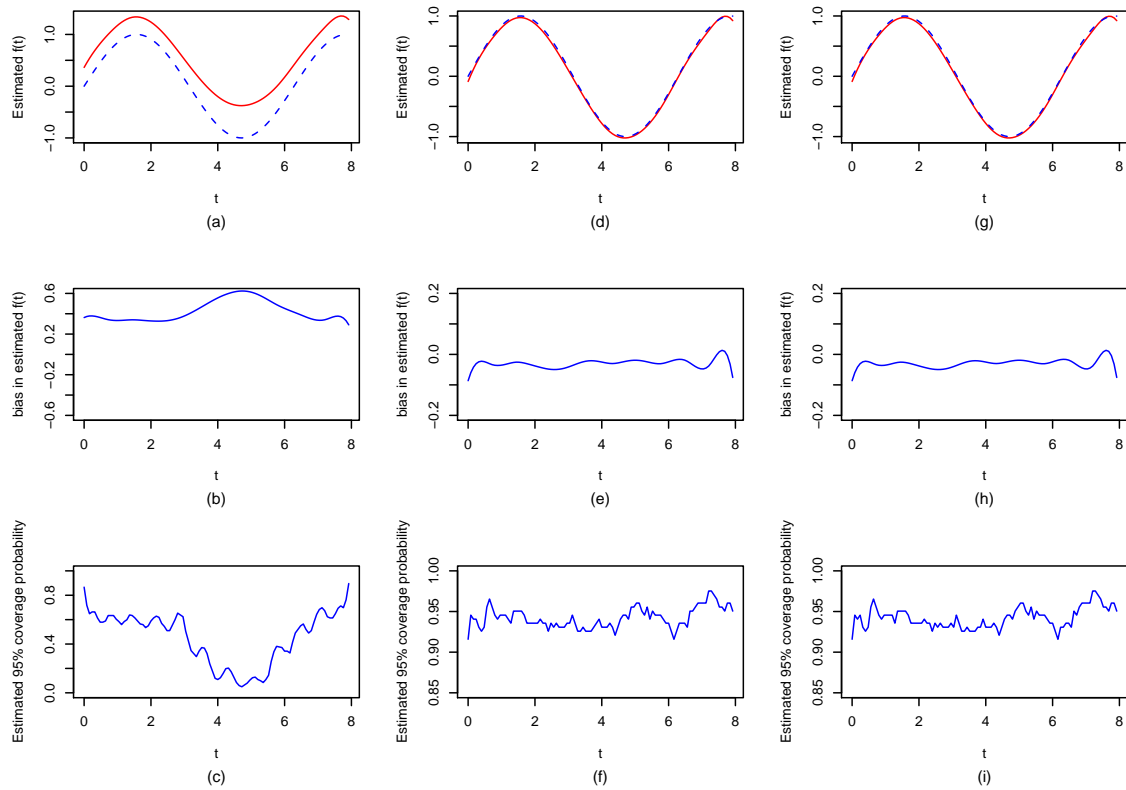 Estimated f(t)
1.0
0.0
−1.0
0
2
4
6
8
t
(a)
Estimated f(t)
1.0
0.0
−1.0
0
2
4
6
8
t
(d)
Estimated f(t)
1.0
0.0
−1.0
0
2
4
6
8
t
(g)
bias in estimated f(t)
0.6
0.2
−0.2
−0.6
0
2
4
6
8
t
(b)
bias in estimated f(t)
0.2
0.0
−0.2
0
2
4
6
8
t
(e)
bias in estimated f(t)
0.2
0.0
−0.2
0
2
4
6
8
t
(h)
Estimated 95% coverage probability
0.8
0.4
0.0
0
2
4
6
8
t
(c)
Estimated 95% coverage probability
1.00
0.95
0.90
0.85
0
2
4
6
8
t
(f)
Estimated 95% coverage probability
1.00
0.95
0.90
0.85
0
2
4
6
8
t
(i)